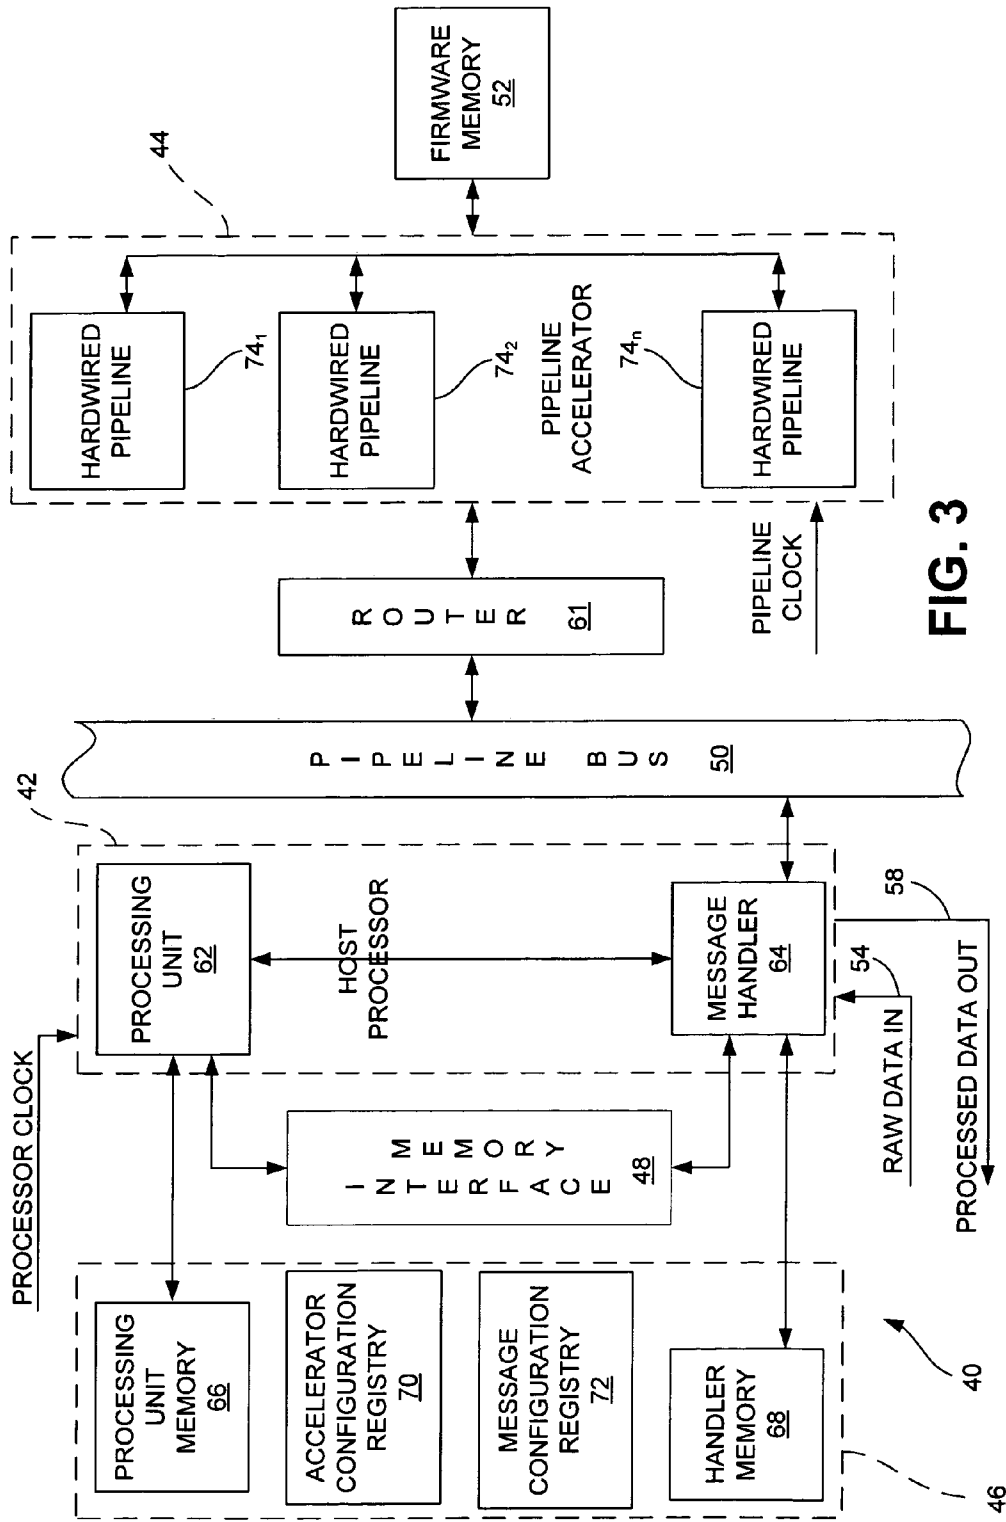 PROCESSOR CLOCK
42
44
PROCESSING
UNIT
MEMORY
66
ACCELERATOR
CONFIGURATION
REGISTRY
70
MESSAGE
CONFIGURATION
REGISTRY
72
HANDLER
MEMORY
68
46
40
MEMORY
INTERFACE
48
PROCESSING
UNIT
62
HOST
PROCESSOR
MESSAGE
HANDLER
64
RAW DATA IN
54
PROCESSED DATA OUT
58
PIPELINE BUS
50
ROUTER
61
PIPELINE
CLOCK
HARDWIRED
PIPELINE
74₁
HARDWIRED
PIPELINE
74₂
PIPELINE
ACCELERATOR
HARDWIRED
PIPELINE
74ₙ
FIRMWARE
MEMORY
52
FIG. 3